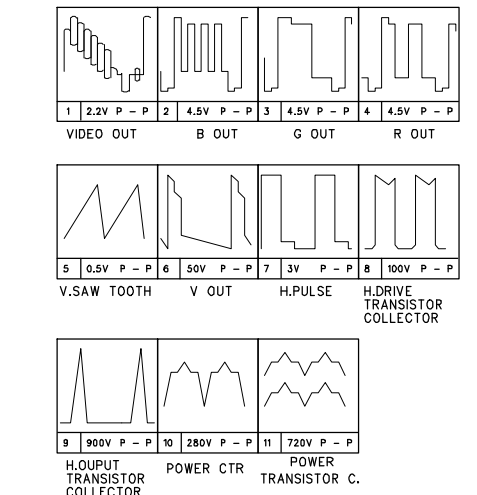 1 2.2V P - P 2 4.5V P - P 3 4.5V P - P 4 4.5V P - P
VIDEO OUT B OUT G OUT R OUT
5 0.5V P - P 6 50V P - P 7 3V P - P 8 100V P - P
V.SAW TOOTH V OUT H.PULSE H.DRIVE
TRANSISTOR
COLLECTOR
9 900V P - P 10 280V P - P 11 720V P - P
H.OUPUT POWER CTR POWER
TRANSISTOR TRANSISTOR C.
COLLECTOR